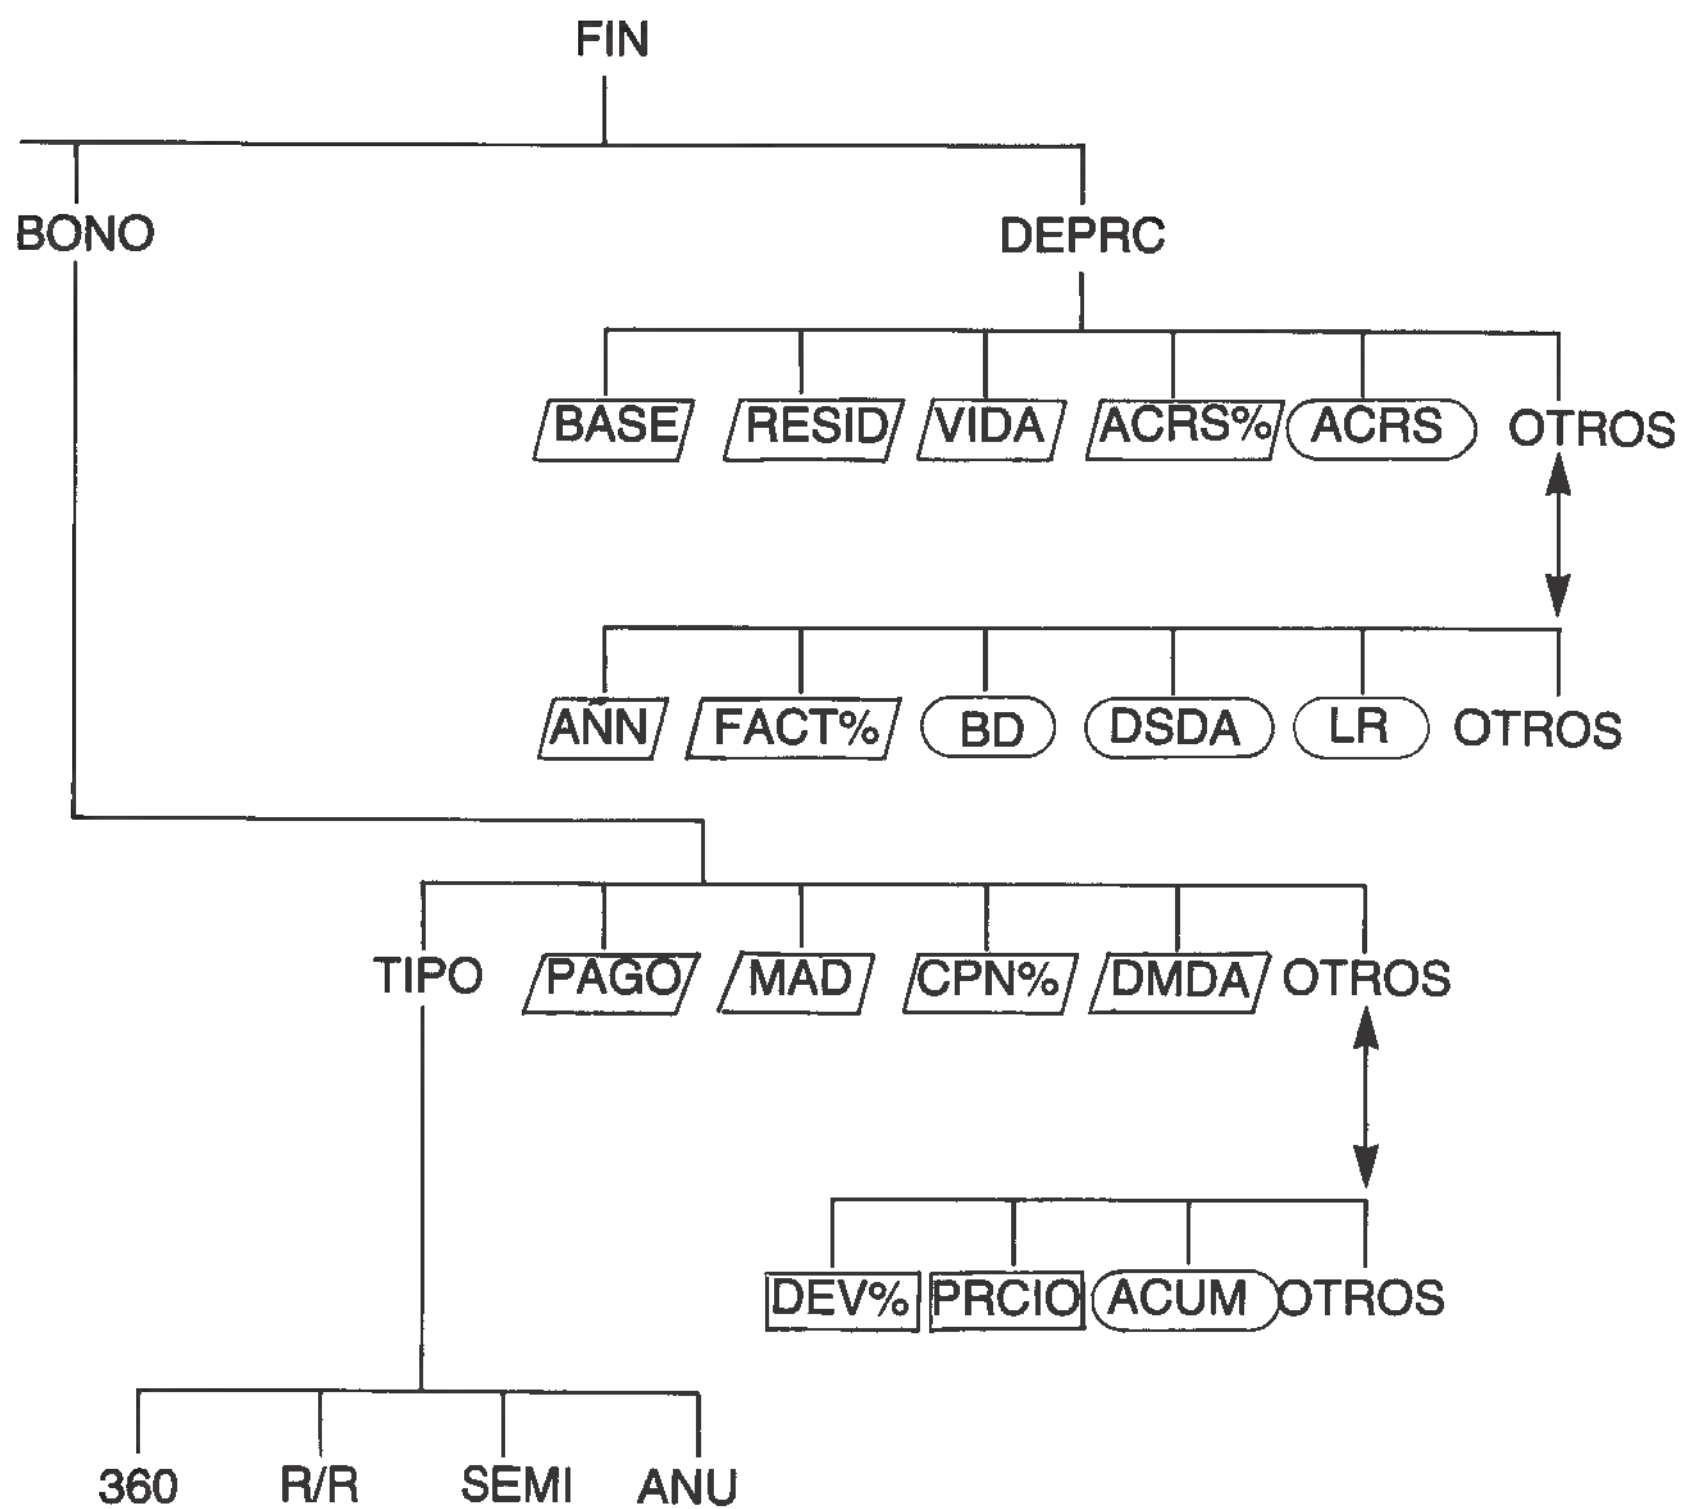 FIN
BONO DEPRC
BASE RESID VIDA ACRS% ACRS OTROS
ANN FACT% BD DSDA LR OTROS
TIPO PAGO MAD CPN% DMDA OTROS
DEV% PRCIO ACUM OTROS
360 R/R SEMI ANU